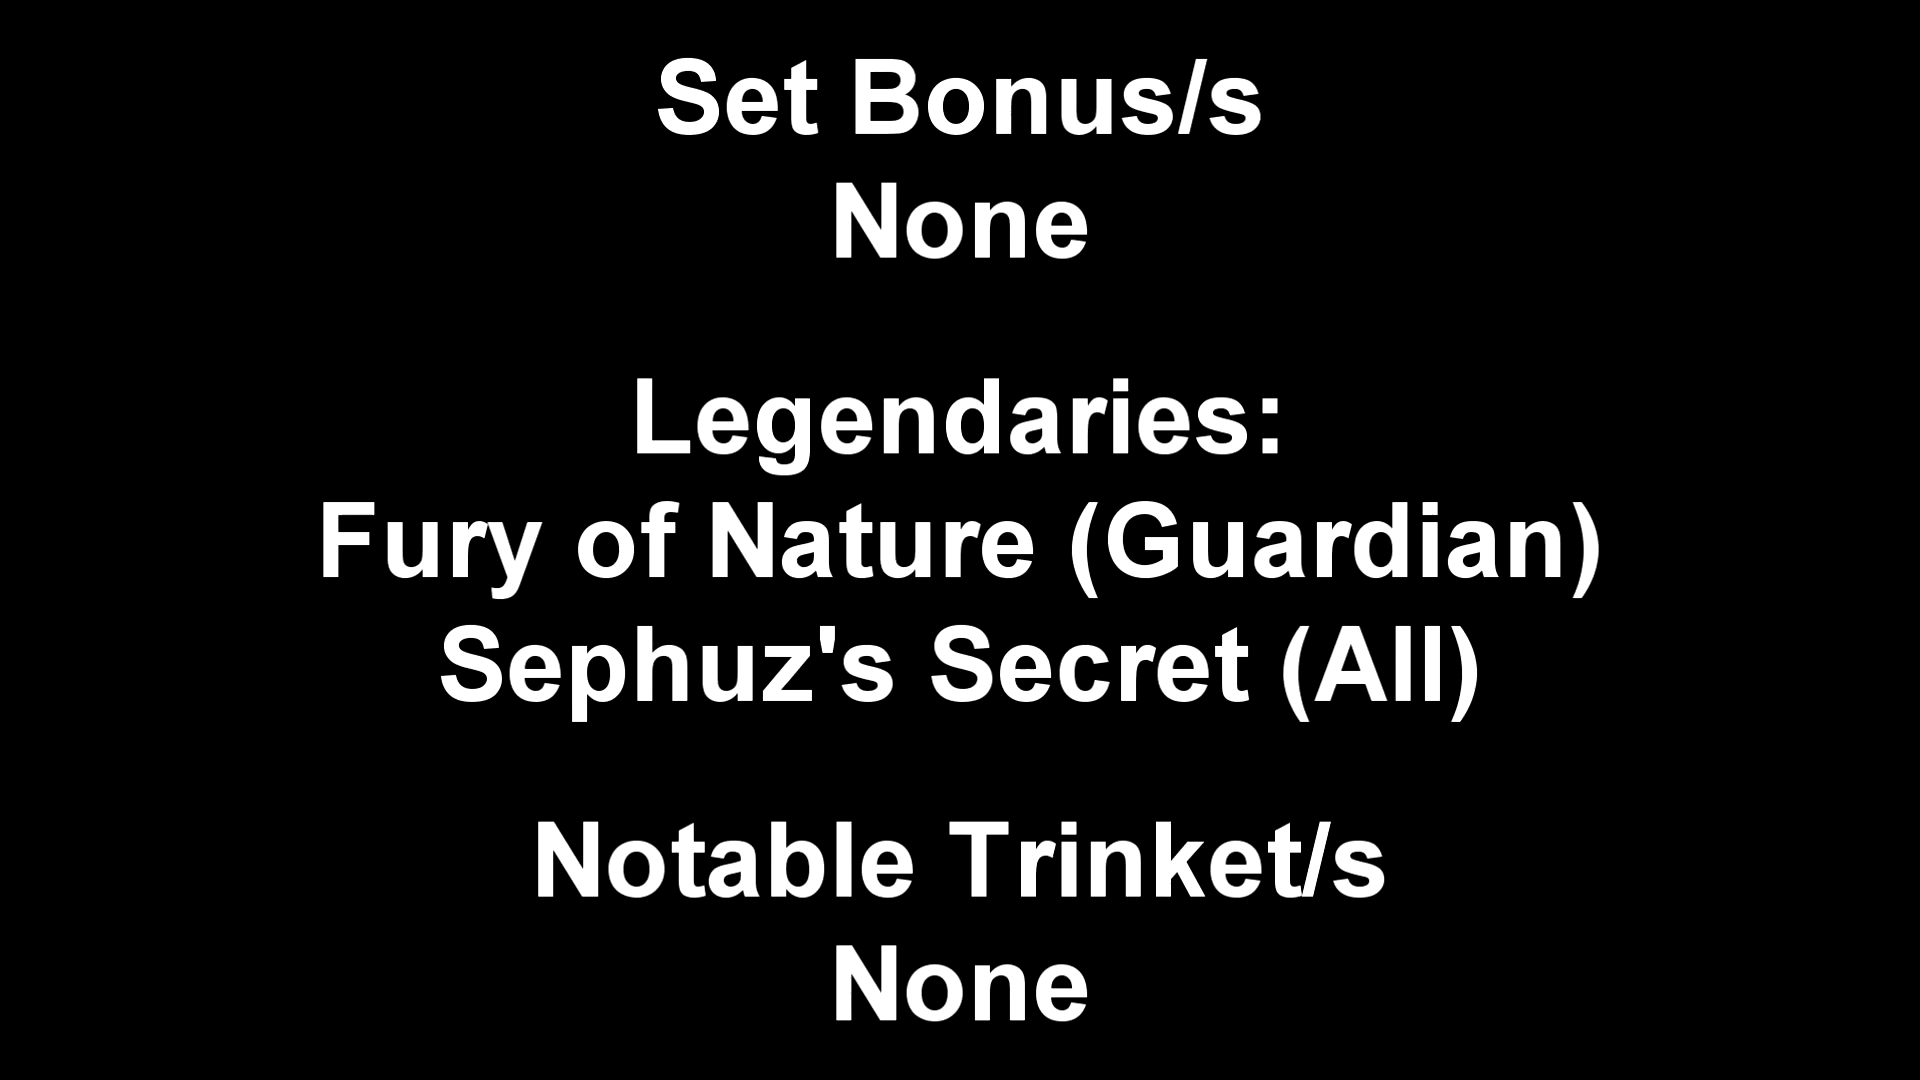 Set Bonus/s
None
Legendaries:
Fury of Nature (Guardian)
Sephuz's Secret (All)
Notable Trinket/s
None